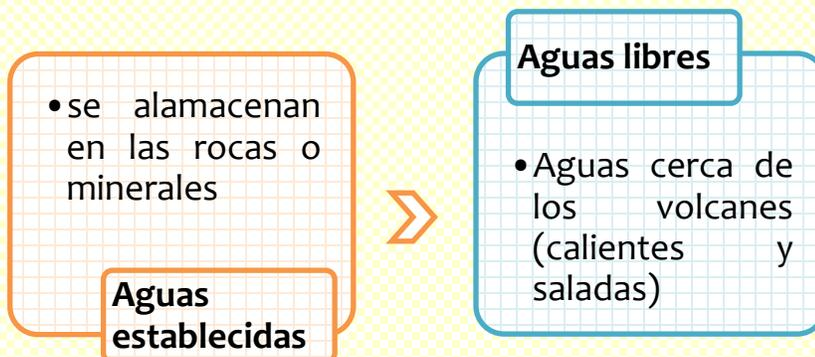 • se alamacenan
en las rocas o
minerales
Aguas
establecidas
Aguas libres
• Aguas cerca de
los volcanes
(calientes y
saladas)